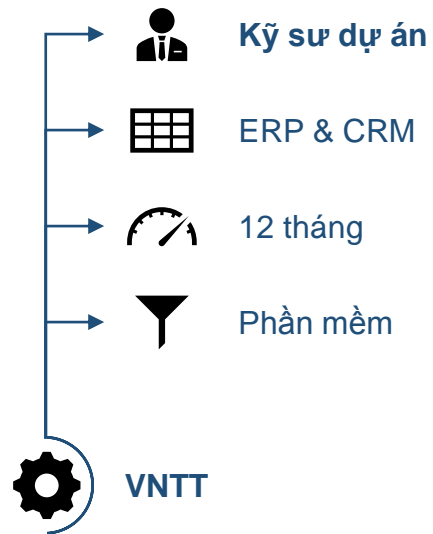 Kỹ sư dự án
ERP & CRM
12 tháng
Phần mềm
VNTT